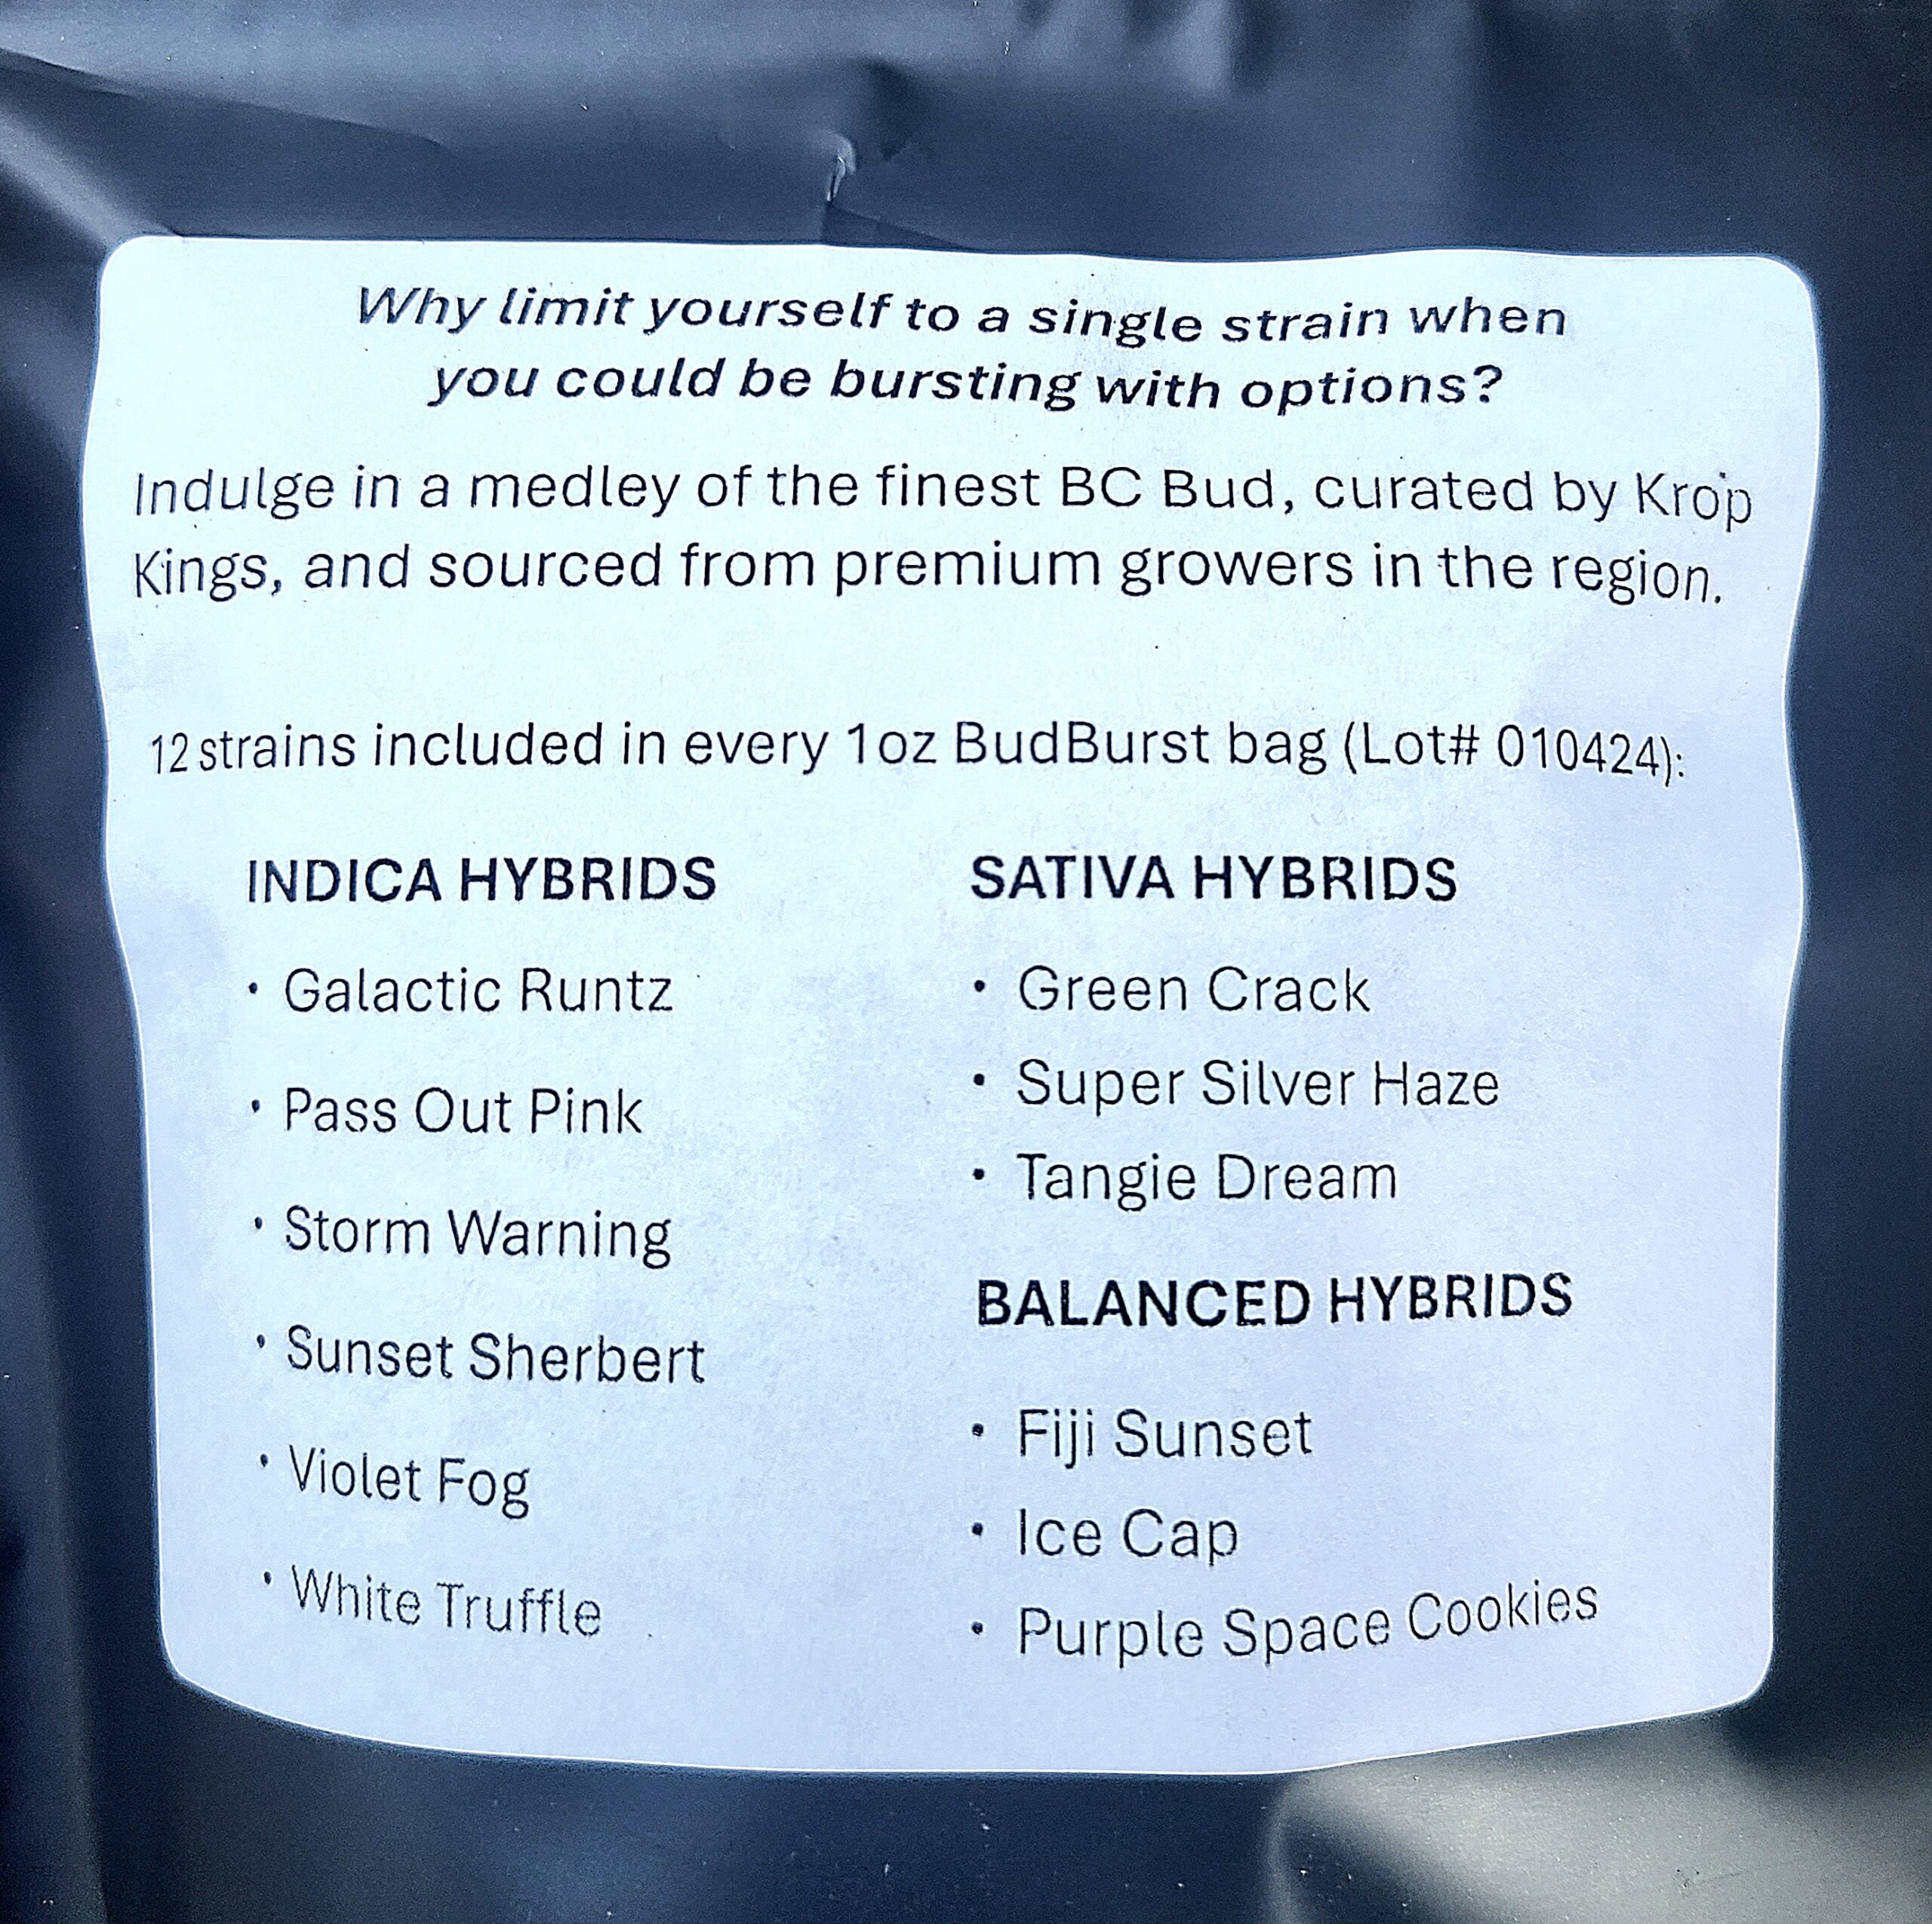 Why limit yourself to a single strain when
you could be bursting with options?
Indulge in a medley of the finest BC Bud, curated by Krop
Kings, and sourced from premium growers in the region.
12 strains included in every 1oz BudBurst bag (Lot# 010424):
INDICA HYBRIDS
• Galactic Runtz
• Pass Out Pink
• Storm Warning
• Sunset Sherbert
• Violet Fog
• White Truffle
SATIVA HYBRIDS
• Green Crack
• Super Silver Haze
• Tangie Dream
BALANCED HYBRIDS
• Fiji Sunset
• Ice Cap
• Purple Space Cookies